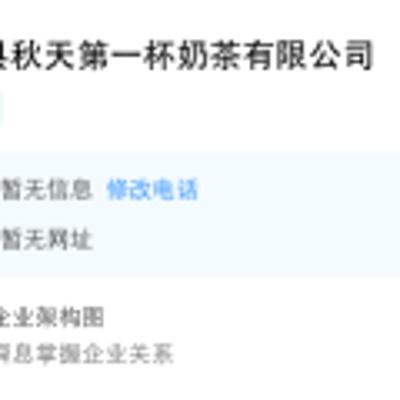 县秋天第一杯奶茶有限公司
暂无信息 修改电话
暂无网址
企业架构图
瞬息掌握企业关系